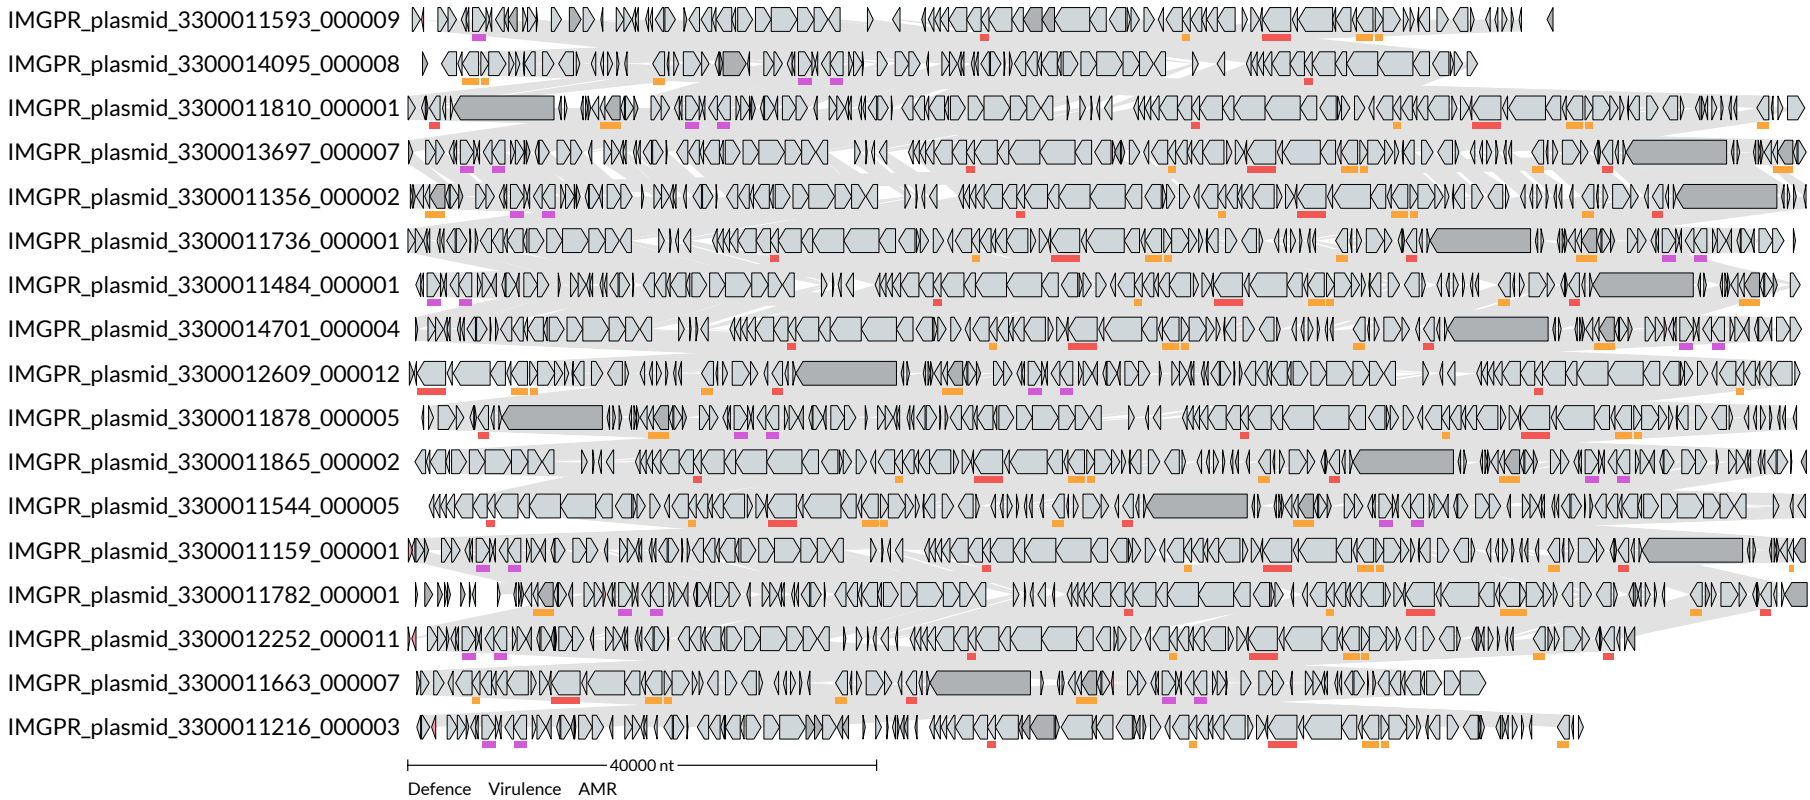 IMGPR_plasmid_3300011593_000009
IMGPR_plasmid_3300014095_000008
IMGPR_plasmid_3300011810_000001
IMGPR_plasmid_3300013697_000007
IMGPR_plasmid_3300011356_000002
IMGPR_plasmid_3300011736_000001
IMGPR_plasmid_3300011484_000001
IMGPR_plasmid_3300014701_000004
IMGPR_plasmid_3300012609_000012
IMGPR_plasmid_3300011878_000005
IMGPR_plasmid_3300011865_000002
IMGPR_plasmid_3300011544_000005
IMGPR_plasmid_3300011159_000001
IMGPR_plasmid_3300011782_000001
IMGPR_plasmid_3300012252_000011
IMGPR_plasmid_3300011663_000007
IMGPR_plasmid_3300011216_000003
40000 nt
Defence Virulence AMR